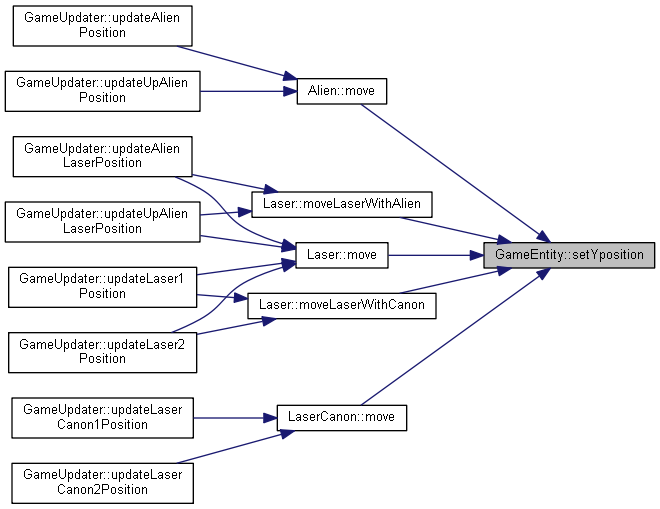 GameUpdater::updateAlien
Position
GameUpdater::updateUpAlien
Position
Alien::move
GameUpdater::updateAlien
LaserPosition
GameUpdater::updateUpAlien
LaserPosition
Laser::moveLaserWithAlien
Laser::move
GameEntity::setYposition
GameUpdater::updateLaser1
Position
Laser::moveLaserWithCanon
GameUpdater::updateLaser2
Position
GameUpdater::updateLaser
Canon1Position
LaserCanon::move
GameUpdater::updateLaser
Canon2Position